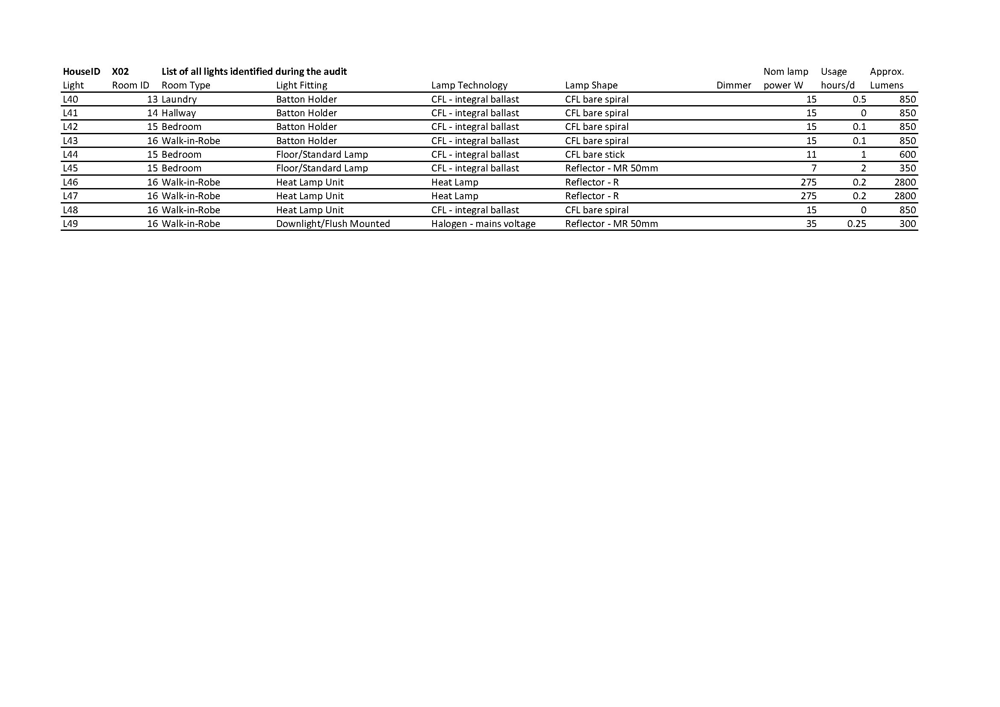 HouseID X02 List of all lights identified during the audit Nom lamp Usage Approx.
Light Room ID Room Type Light Fitting Lamp Technology Lamp Shape Dimmer power W hours/d Lumens
L40 13 Laundry Batton Holder CFL - integral ballast CFL bare spiral 15 0.5 850
L41 14 Hallway Batton Holder CFL - integral ballast CFL bare spiral 15 0 850
L42 15 Bedroom Batton Holder CFL - integral ballast CFL bare spiral 15 0.1 850
L43 16 Walk-in-Robe Batton Holder CFL - integral ballast CFL bare spiral 15 0.1 850
L44 15 Bedroom Floor/Standard Lamp CFL - integral ballast CFL bare stick 11 1 600
L45 15 Bedroom Floor/Standard Lamp CFL - integral ballast Reflector - MR 50mm 7 2 350
L46 16 Walk-in-Robe Heat Lamp Unit Heat Lamp Reflector - R 275 0.2 2800
L47 16 Walk-in-Robe Heat Lamp Unit Heat Lamp Reflector - R 275 0.2 2800
L48 16 Walk-in-Robe Heat Lamp Unit CFL - integral ballast CFL bare spiral 15 0 850
L49 16 Walk-in-Robe Downlight/Flush Mounted Halogen - mains voltage Reflector - MR 50mm 35 0.25 300